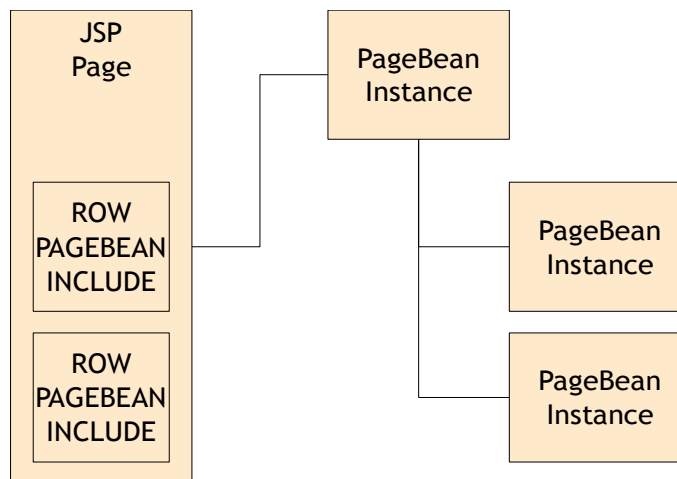 JSP
Page
ROW
PAGEBEAN
INCLUDE
ROW
PAGEBEAN
INCLUDE
PageBean
Instance
PageBean
Instance
PageBean
Instance